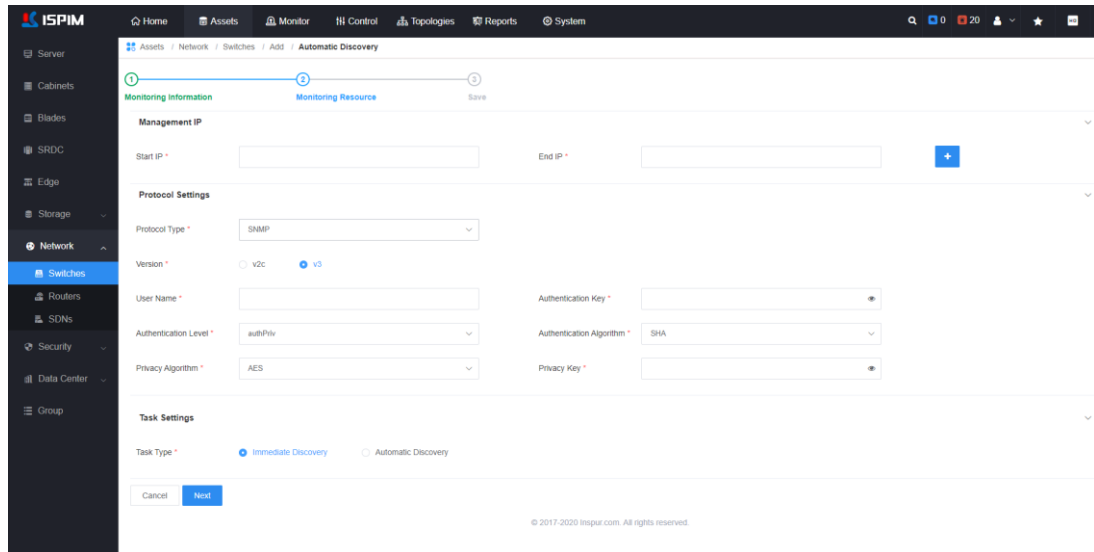 ISPIM Home Assets Monitor Control Topologies Reports System 0 20
Server
Cabinets
Blades
SRDC
Edge
Storage
Network
Switches
Routers
SDNs
Security
Data Center
Group
Assets / Network / Switches / Add / Automatic Discovery
1 2 3
Monitoring Information Monitoring Resource Save
Management IP
Start IP * End IP * +
Protocol Settings
Protocol Type * SNMP
Version * v2c v3
User Name * Authentication Key *
Authentication Level * authPriv Authentication Algorithm * SHA
Privacy Algorithm * AES Privacy Key *
Task Settings
Task Type * Immediate Discovery Automatic Discovery
Cancel Next
© 2017-2020 Inspur.com. All rights reserved.